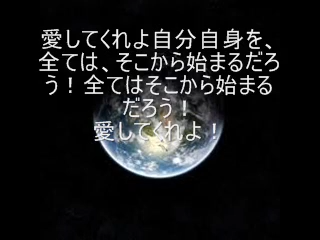 愛してくれよ自分自身を、
全ては、そこから始まるだろ
う！全てはそこから始まる
だろう！
愛してくれよ！